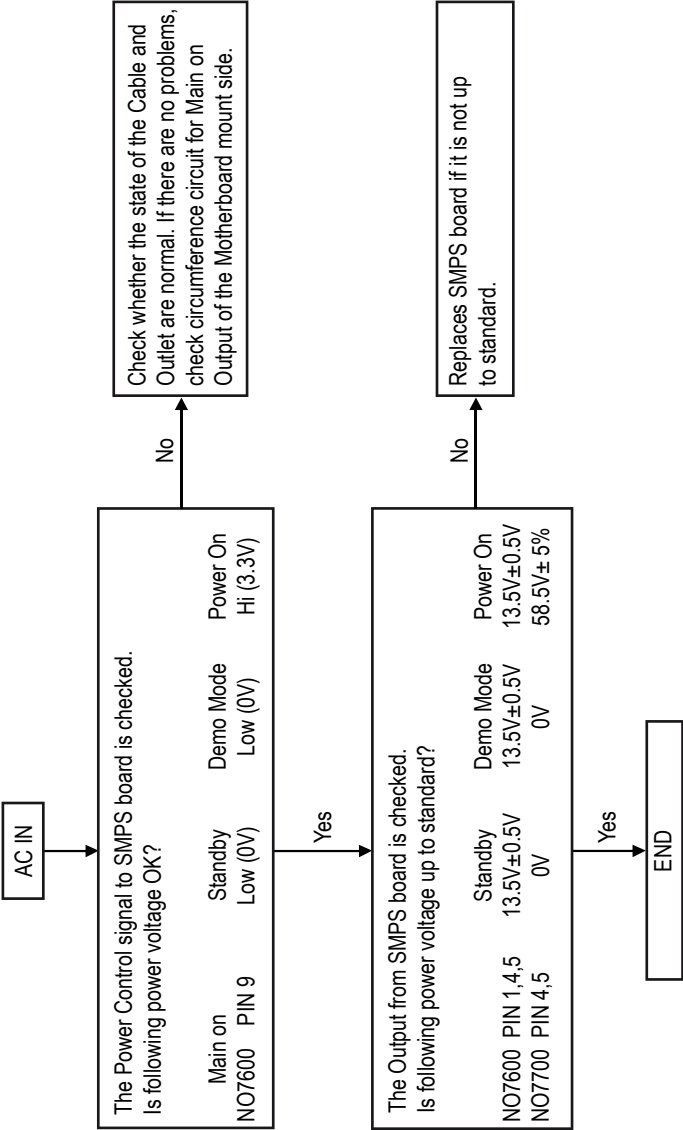 AC IN
The Power Control signal to SMPS board is checked.
Is following power voltage OK?
Main on Standby Demo Mode Power On
NO7600 PIN 9 Low (0V) Low (0V) Hi (3.3V)
No
Check whether the state of the Cable and
Outlet are normal. If there are no problems,
check circumference circuit for Main on
Output of the Motherboard mount side.
Yes
The Output from SMPS board is checked.
Is following power voltage up to standard?
Standby Demo Mode Power On
NO7600 PIN 1,4,5 13.5V±0.5V 13.5V±0.5V 13.5V±0.5V
NO7700 PIN 4,5 0V 0V 58.5V± 5%
No
Replaces SMPS board if it is not up
to standard.
Yes
END